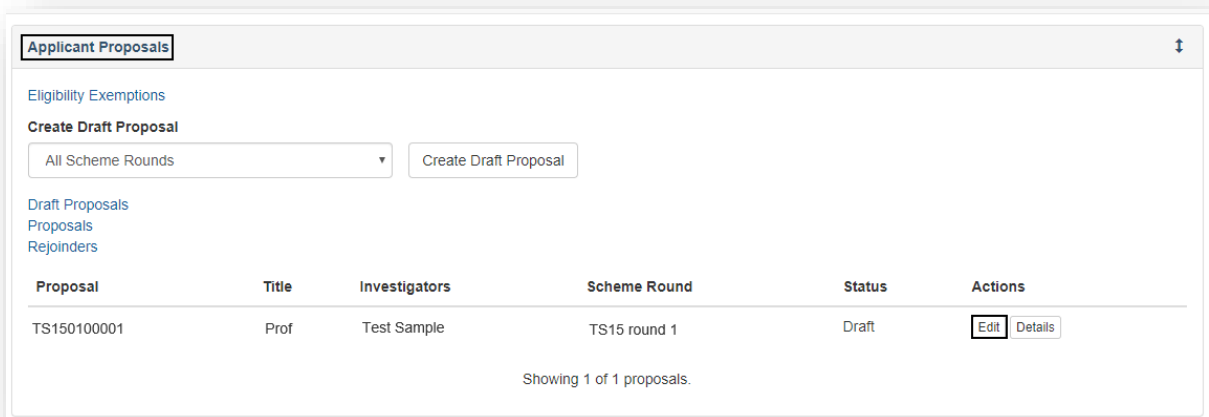 Applicant Proposals
Eligibility Exemptions
Create Draft Proposal
All Scheme Rounds Create Draft Proposal
Draft Proposals
Proposals
Rejoinders
Proposal Title Investigators Scheme Round Status Actions
TS150100001 Prof Test Sample TS15 round 1 Draft Edit Details
Showing 1 of 1 proposals.